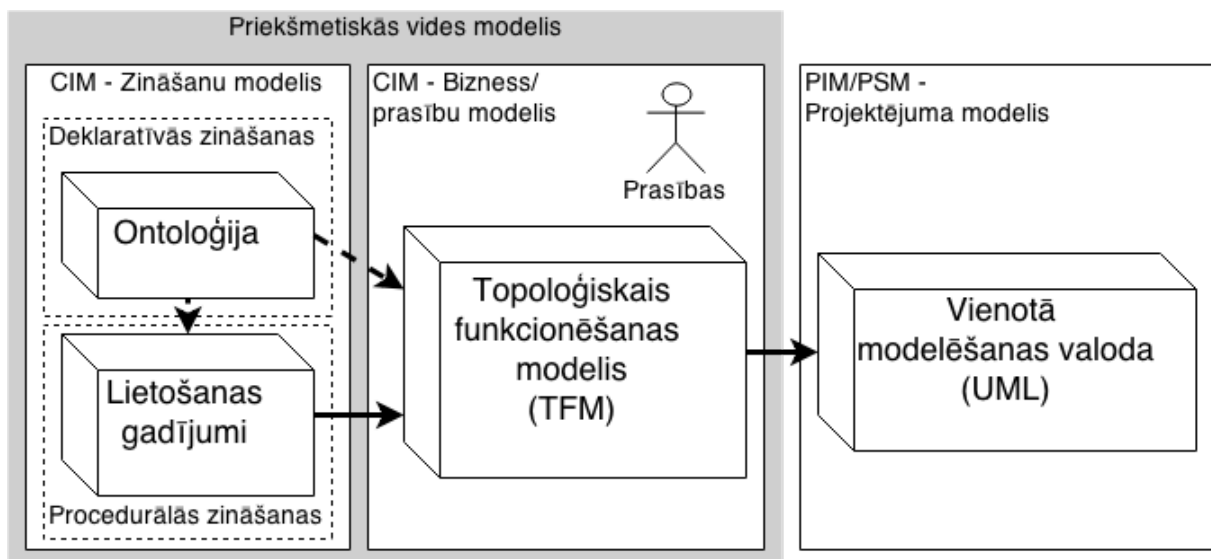 Priekšmetiskās vides modelis
CIM - Zināšanu modelis
Deklaratīvās zināšanas
Ontoloģija
Lietošanas
gadījumi
Procedurālās zināšanas
CIM - Bizness/
prasību modelis
Prasības
Topoloģiskais
funkcionēšanas
modelis
(TFM)
PIM/PSM -
Projektējuma modelis
Vienotā
modelēšanas valoda
(UML)